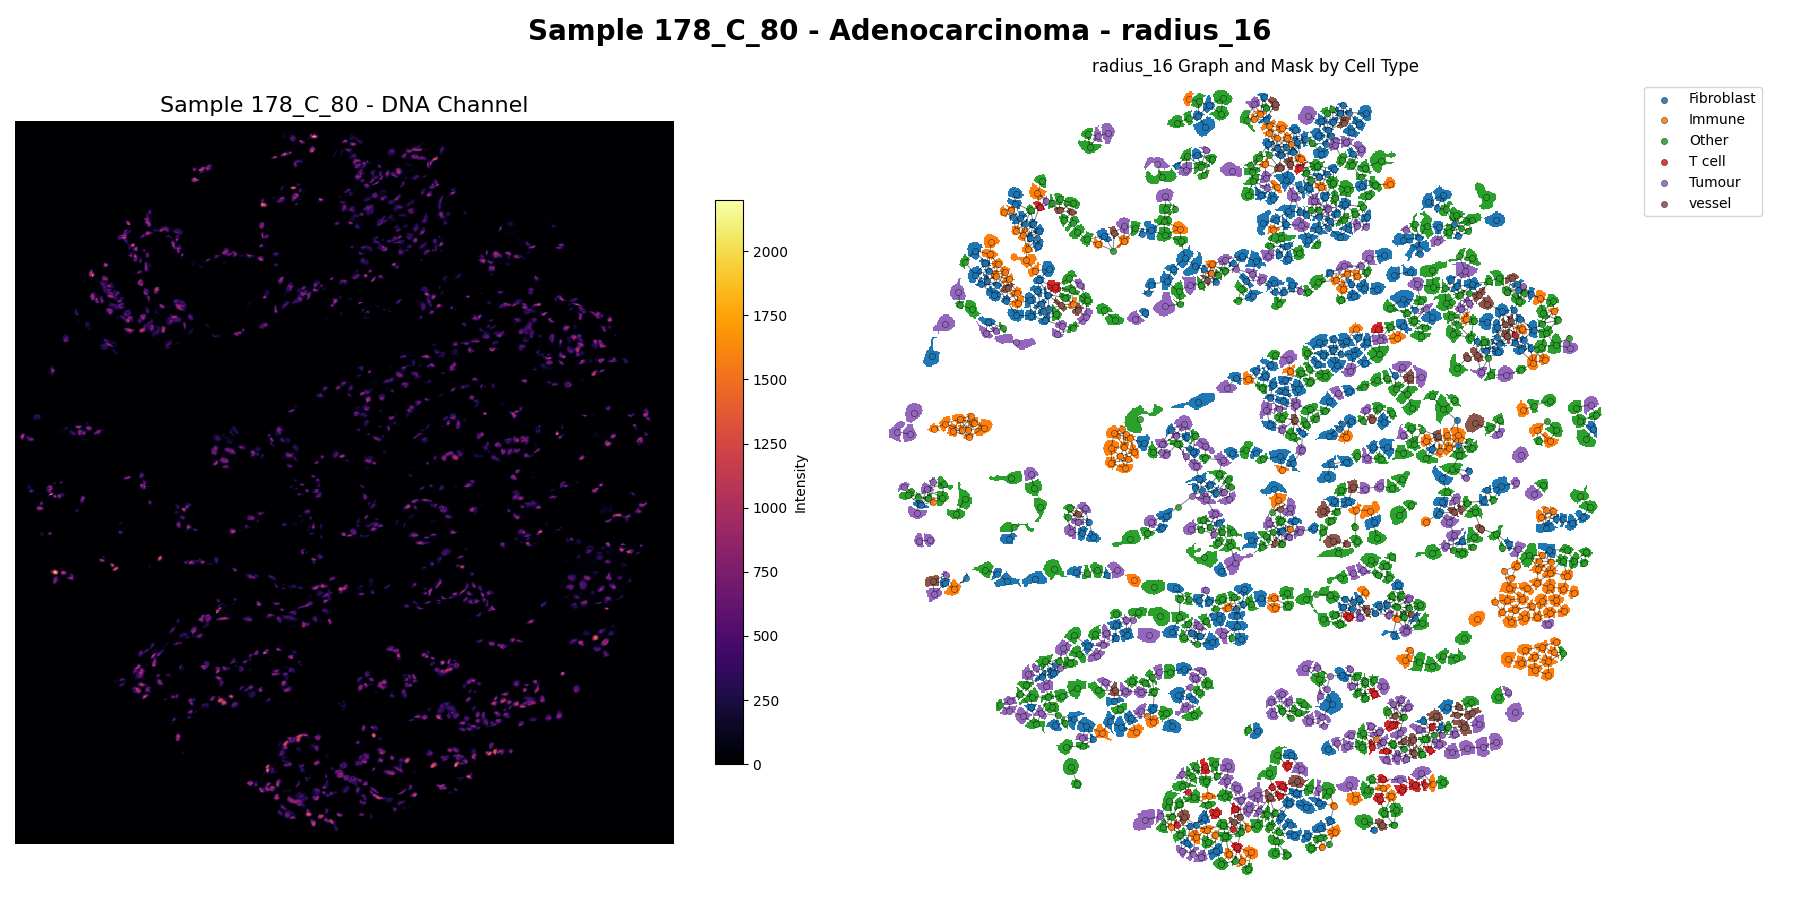 Sample 178_C_80 - Adenocarcinoma - radius_16
radius_16 Graph and Mask by Cell Type
Sample 178_C_80 - DNA Channel
Fibroblast
Immune
Other
T cell
Tumour
vessel
2000
1750
1500
1250
1000
750
500
250
0
Intensity